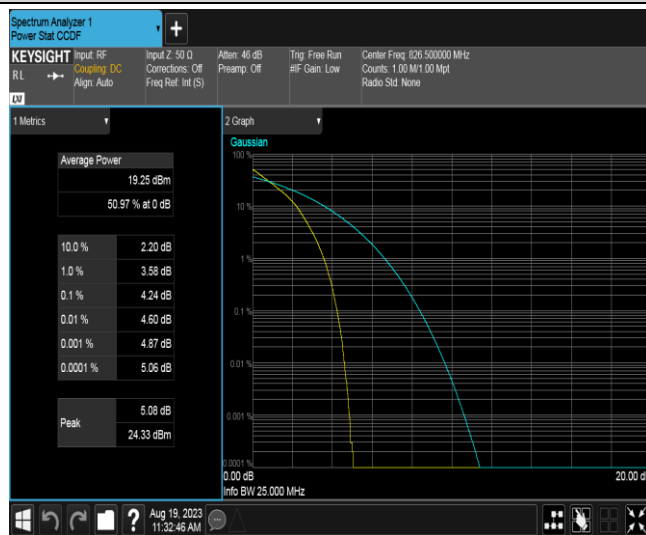 Spectrum Analyzer 1
Power Stat CCDF
+
KEYSIGHT
RL
LXI
Input: RF
Coupling: DC
Align: Auto
Input Z: 50 Ω
Corrections: Off
Freq Ref: Int (S)
Atten: 46 dB
Preamp: Off
Trig: Free Run
#IF Gain: Low
Center Freq: 826.500000 MHz
Counts: 1.00 M/1.00 Mpt
Radio Std: None
1 Metrics
Average Power
19.25 dBm
50.97 % at 0 dB
10.0 % 2.20 dB
1.0 % 3.58 dB
0.1 % 4.24 dB
0.01 % 4.60 dB
0.001 % 4.87 dB
0.0001 % 5.06 dB
Peak
5.08 dB
24.33 dBm
2 Graph
Gaussian
100 %
10 %
1 %
0.1 %
0.01 %
0.001 %
0.0001 %
0.00 dB
20.00 d
Info BW 25.000 MHz
?
Aug 19, 2023
11:32:46 AM